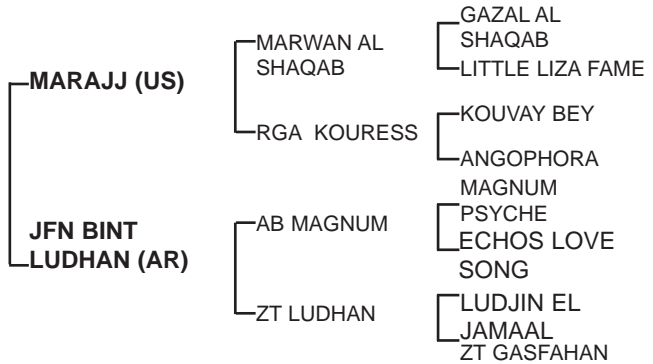 MARAJJ (US)
JFN BINT
LUDHAN (AR)
MARWAN AL
SHAQAB
RGA KOURESS
AB MAGNUM
ZT LUDHAN
GAZAL AL
SHAQAB
LITTLE LIZA FAME
KOUVAY BEY
ANGOPHORA
MAGNUM
PSYCHE
ECHOS LOVE
SONG
LUDJIN EL
JAMAAL
ZT GASFAHAN